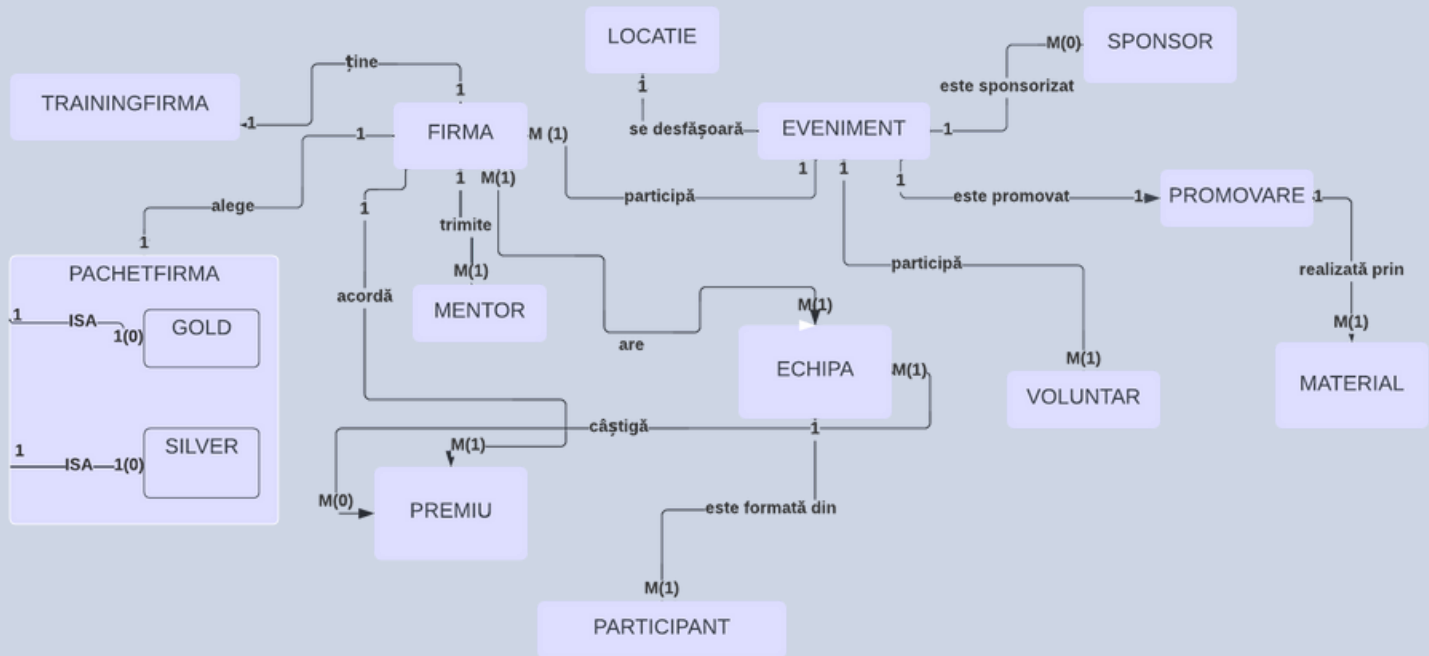 LOCATIE
SPONSOR
M(0)
este sponsorizat
1
ține
1
TRAININGFIRMA
1
FIRMA
1
M (1)
1
se desfășoară
EVENIMENT
1
participă
1
1
este promovat
1
PROMOVARE
1
realizată prin
M(1)
MATERIAL
participă
M(1)
VOLUNTAR
alege
1
PACHETFIRMA
1
ISA
1(0)
GOLD
1
ISA
1(0)
SILVER
1
acordă
M(1)
1
trimite
M(1)
MENTOR
M(1)
are
M(1)
ECHIPA
M(1)
câștigă
M(0)
PREMIU
1
este formată din
M(1)
PARTICIPANT